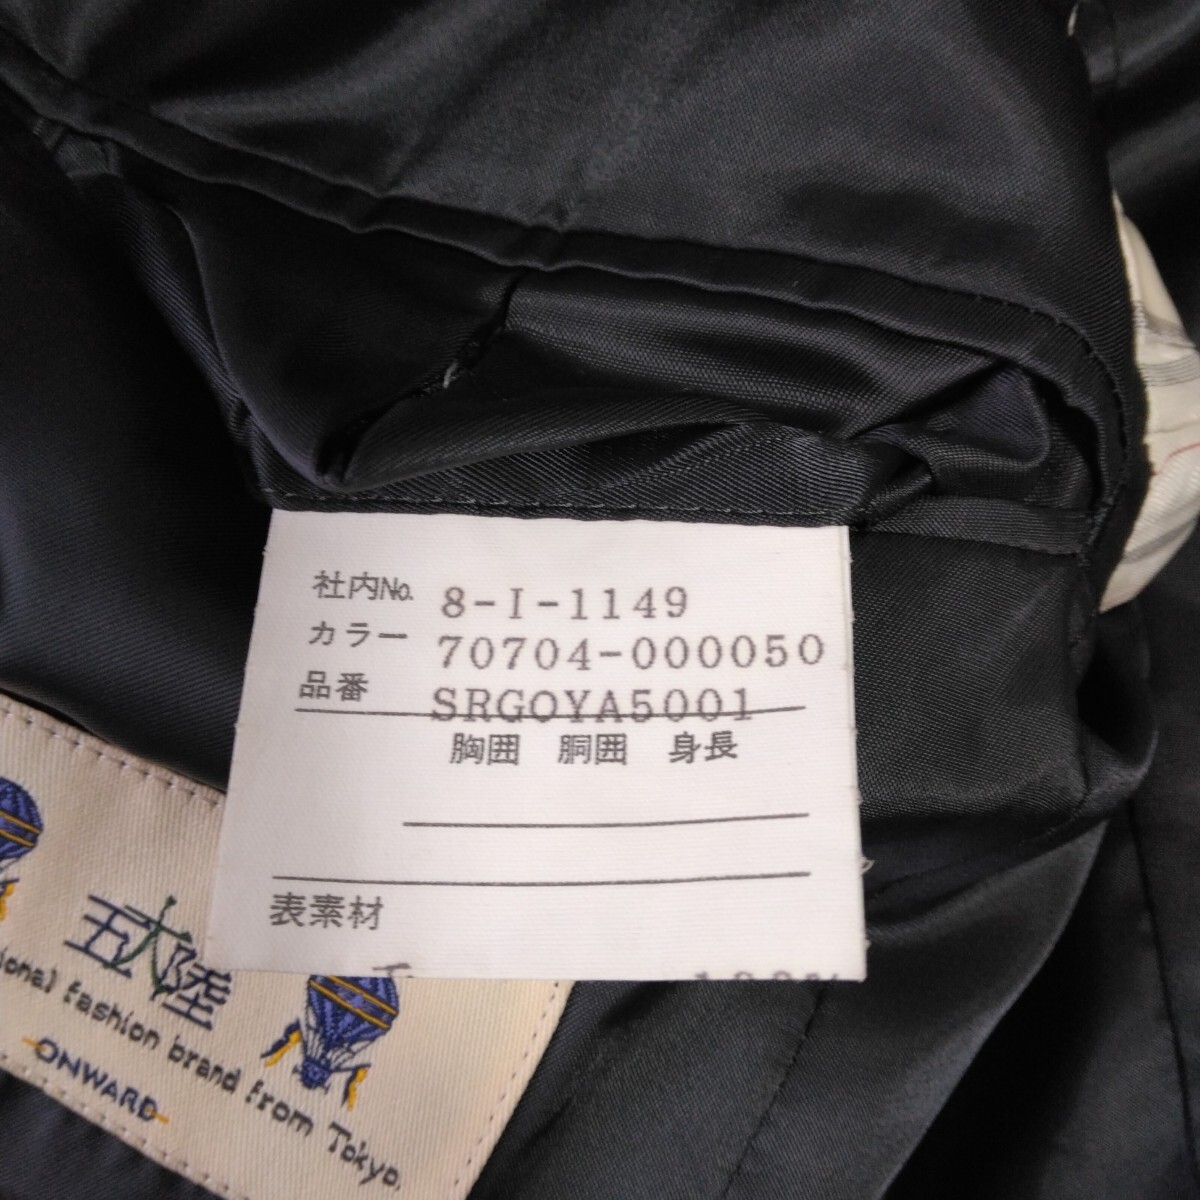 社内No. 8-I-1149
カラー 70704-000050
品番 SRGOYA5001
胸囲 胴囲 身長
表素材
五大陸
fashion brand from Tokyo.
ONWARD